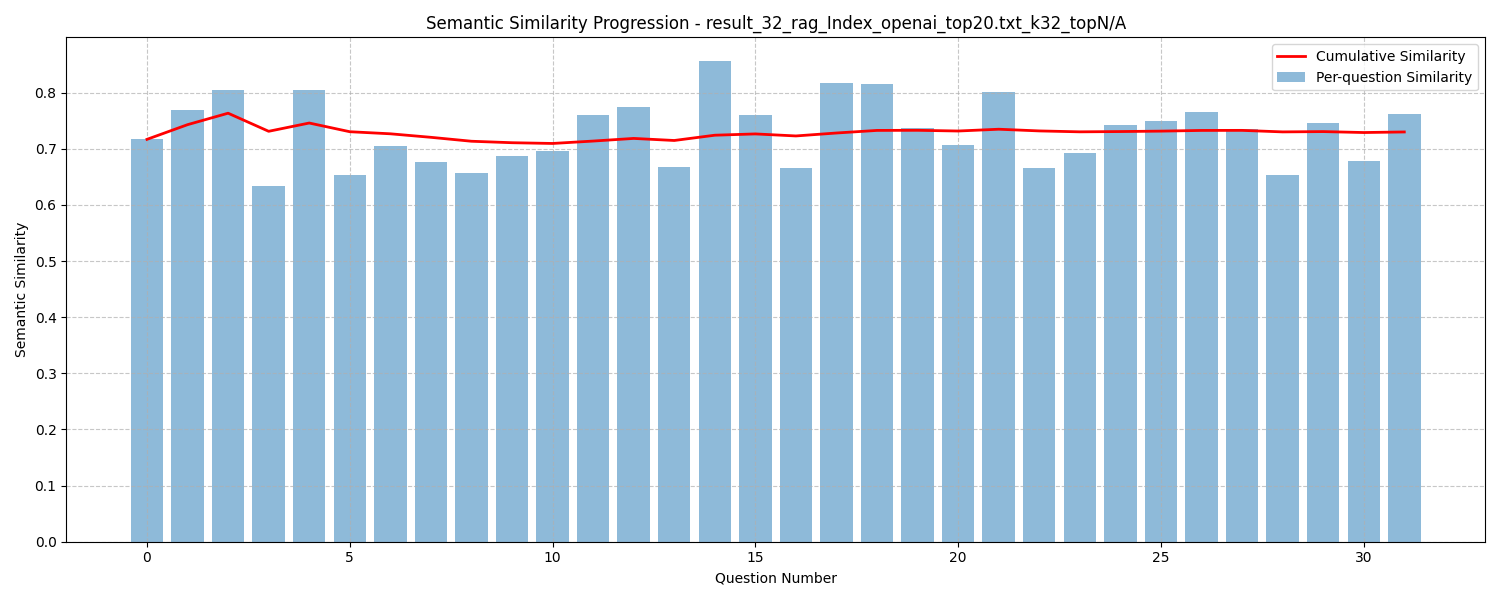 Semantic Similarity Progression - result_32_rag_Index_openai_top20.txt_k32_topN/A
Cumulative Similarity
Per-question Similarity
Semantic Similarity
0.8
0.7
0.6
0.5
0.4
0.3
0.2
0.1
0.0
0 5 10 15 20 25 30
Question Number